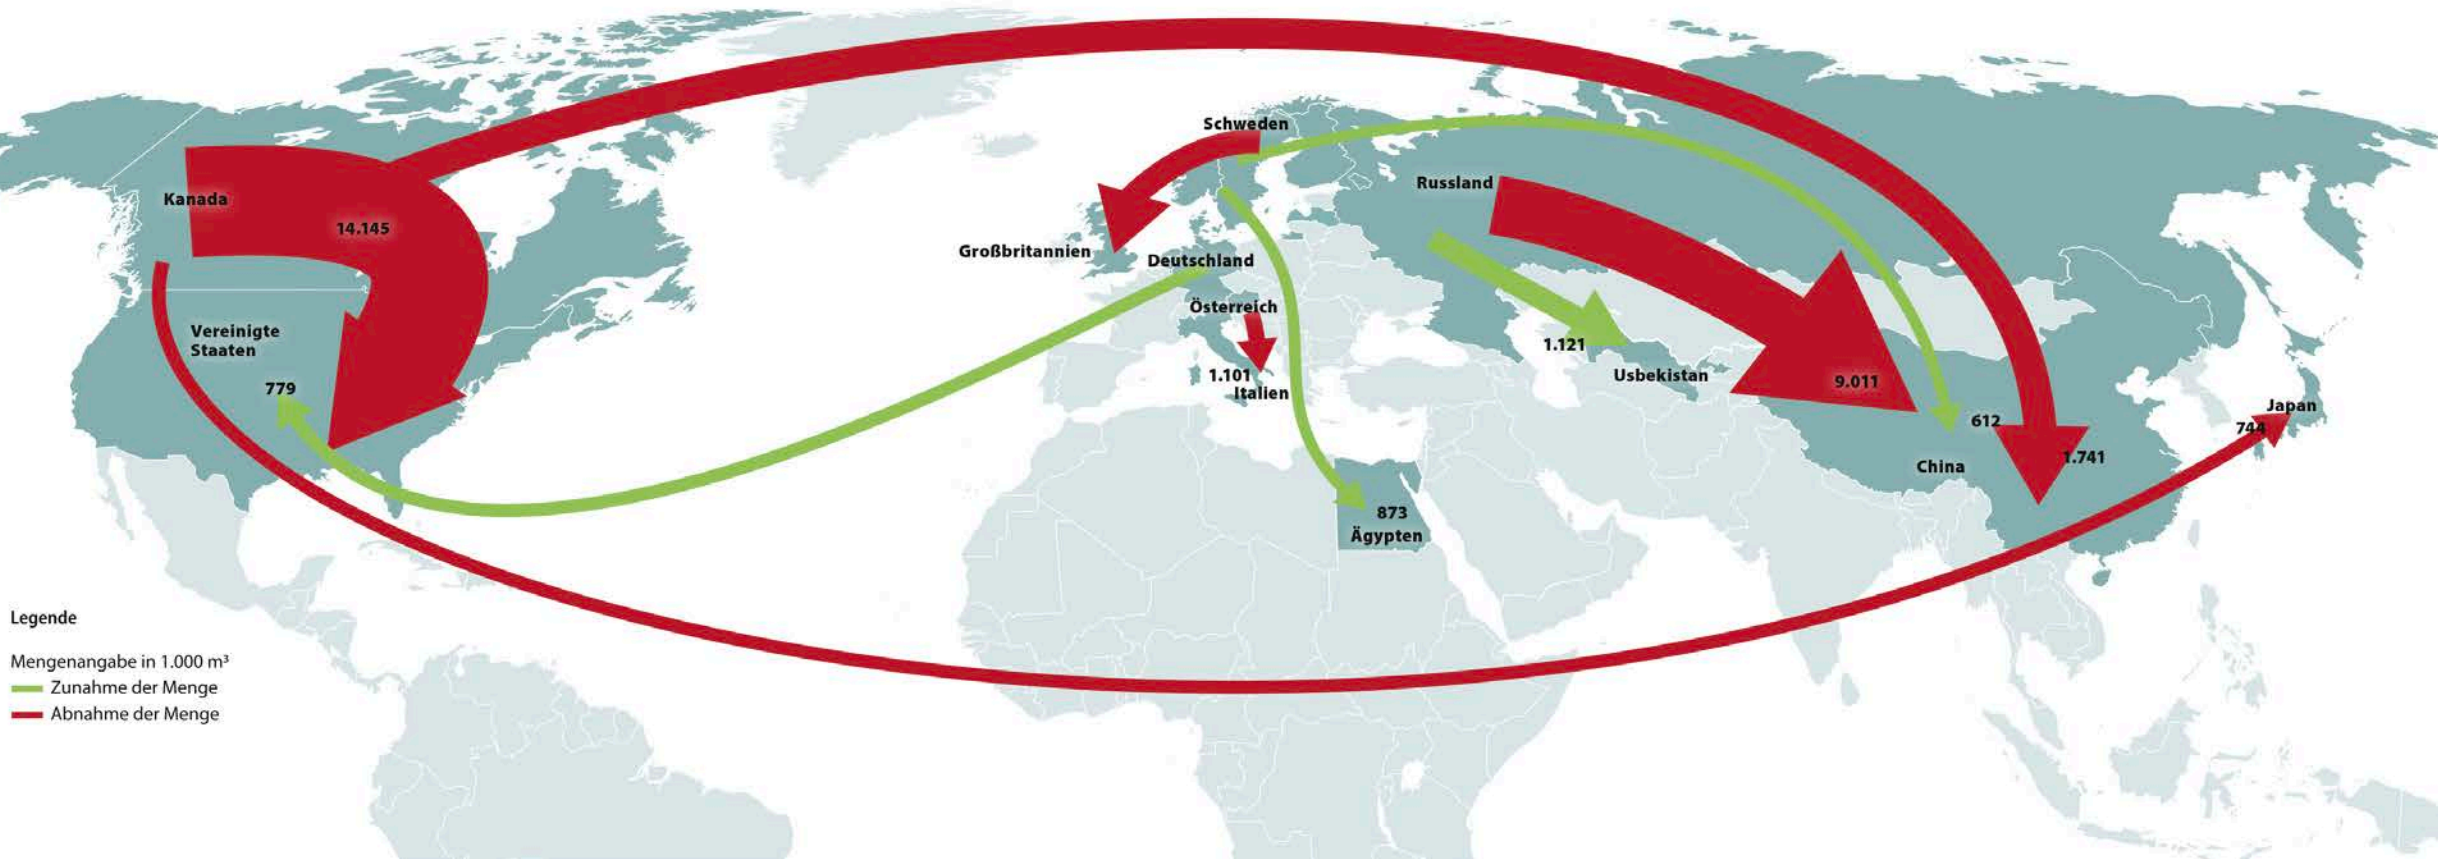 Schweden
Russland
Kanada
14.145
Großbritannien
Deutschland
Österreich
Vereinigte
Staaten
1.121
1.101
Usbekistan
9.011
779
Italien
Japan
612
744
1.741
China
873
Ägypten
Legende
Mengenangabe in 1.000 m³
Zunahme der Menge
Abnahme der Menge